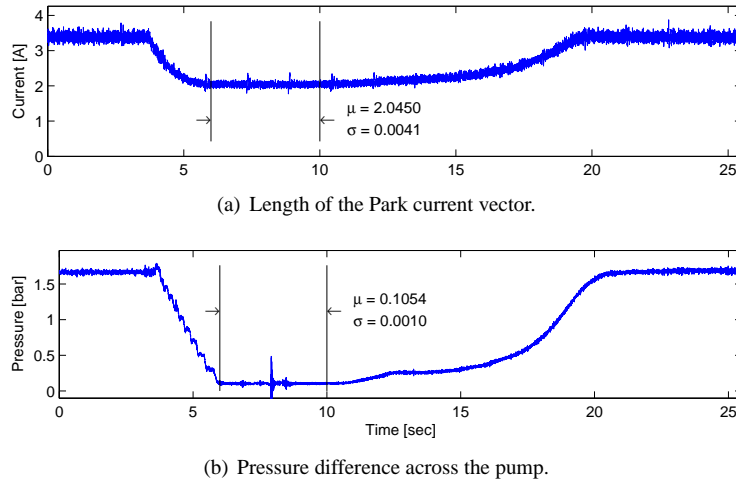 4
3
2
1
0
Current [A]
μ = 2.0450
σ = 0.0041
0 5 10 15 20 25
(a) Length of the Park current vector.
1.5
1
0.5
0
Pressure [bar]
μ = 0.1054
σ = 0.0010
0 5 10 15 20 25
Time [sec]
(b) Pressure difference across the pump.